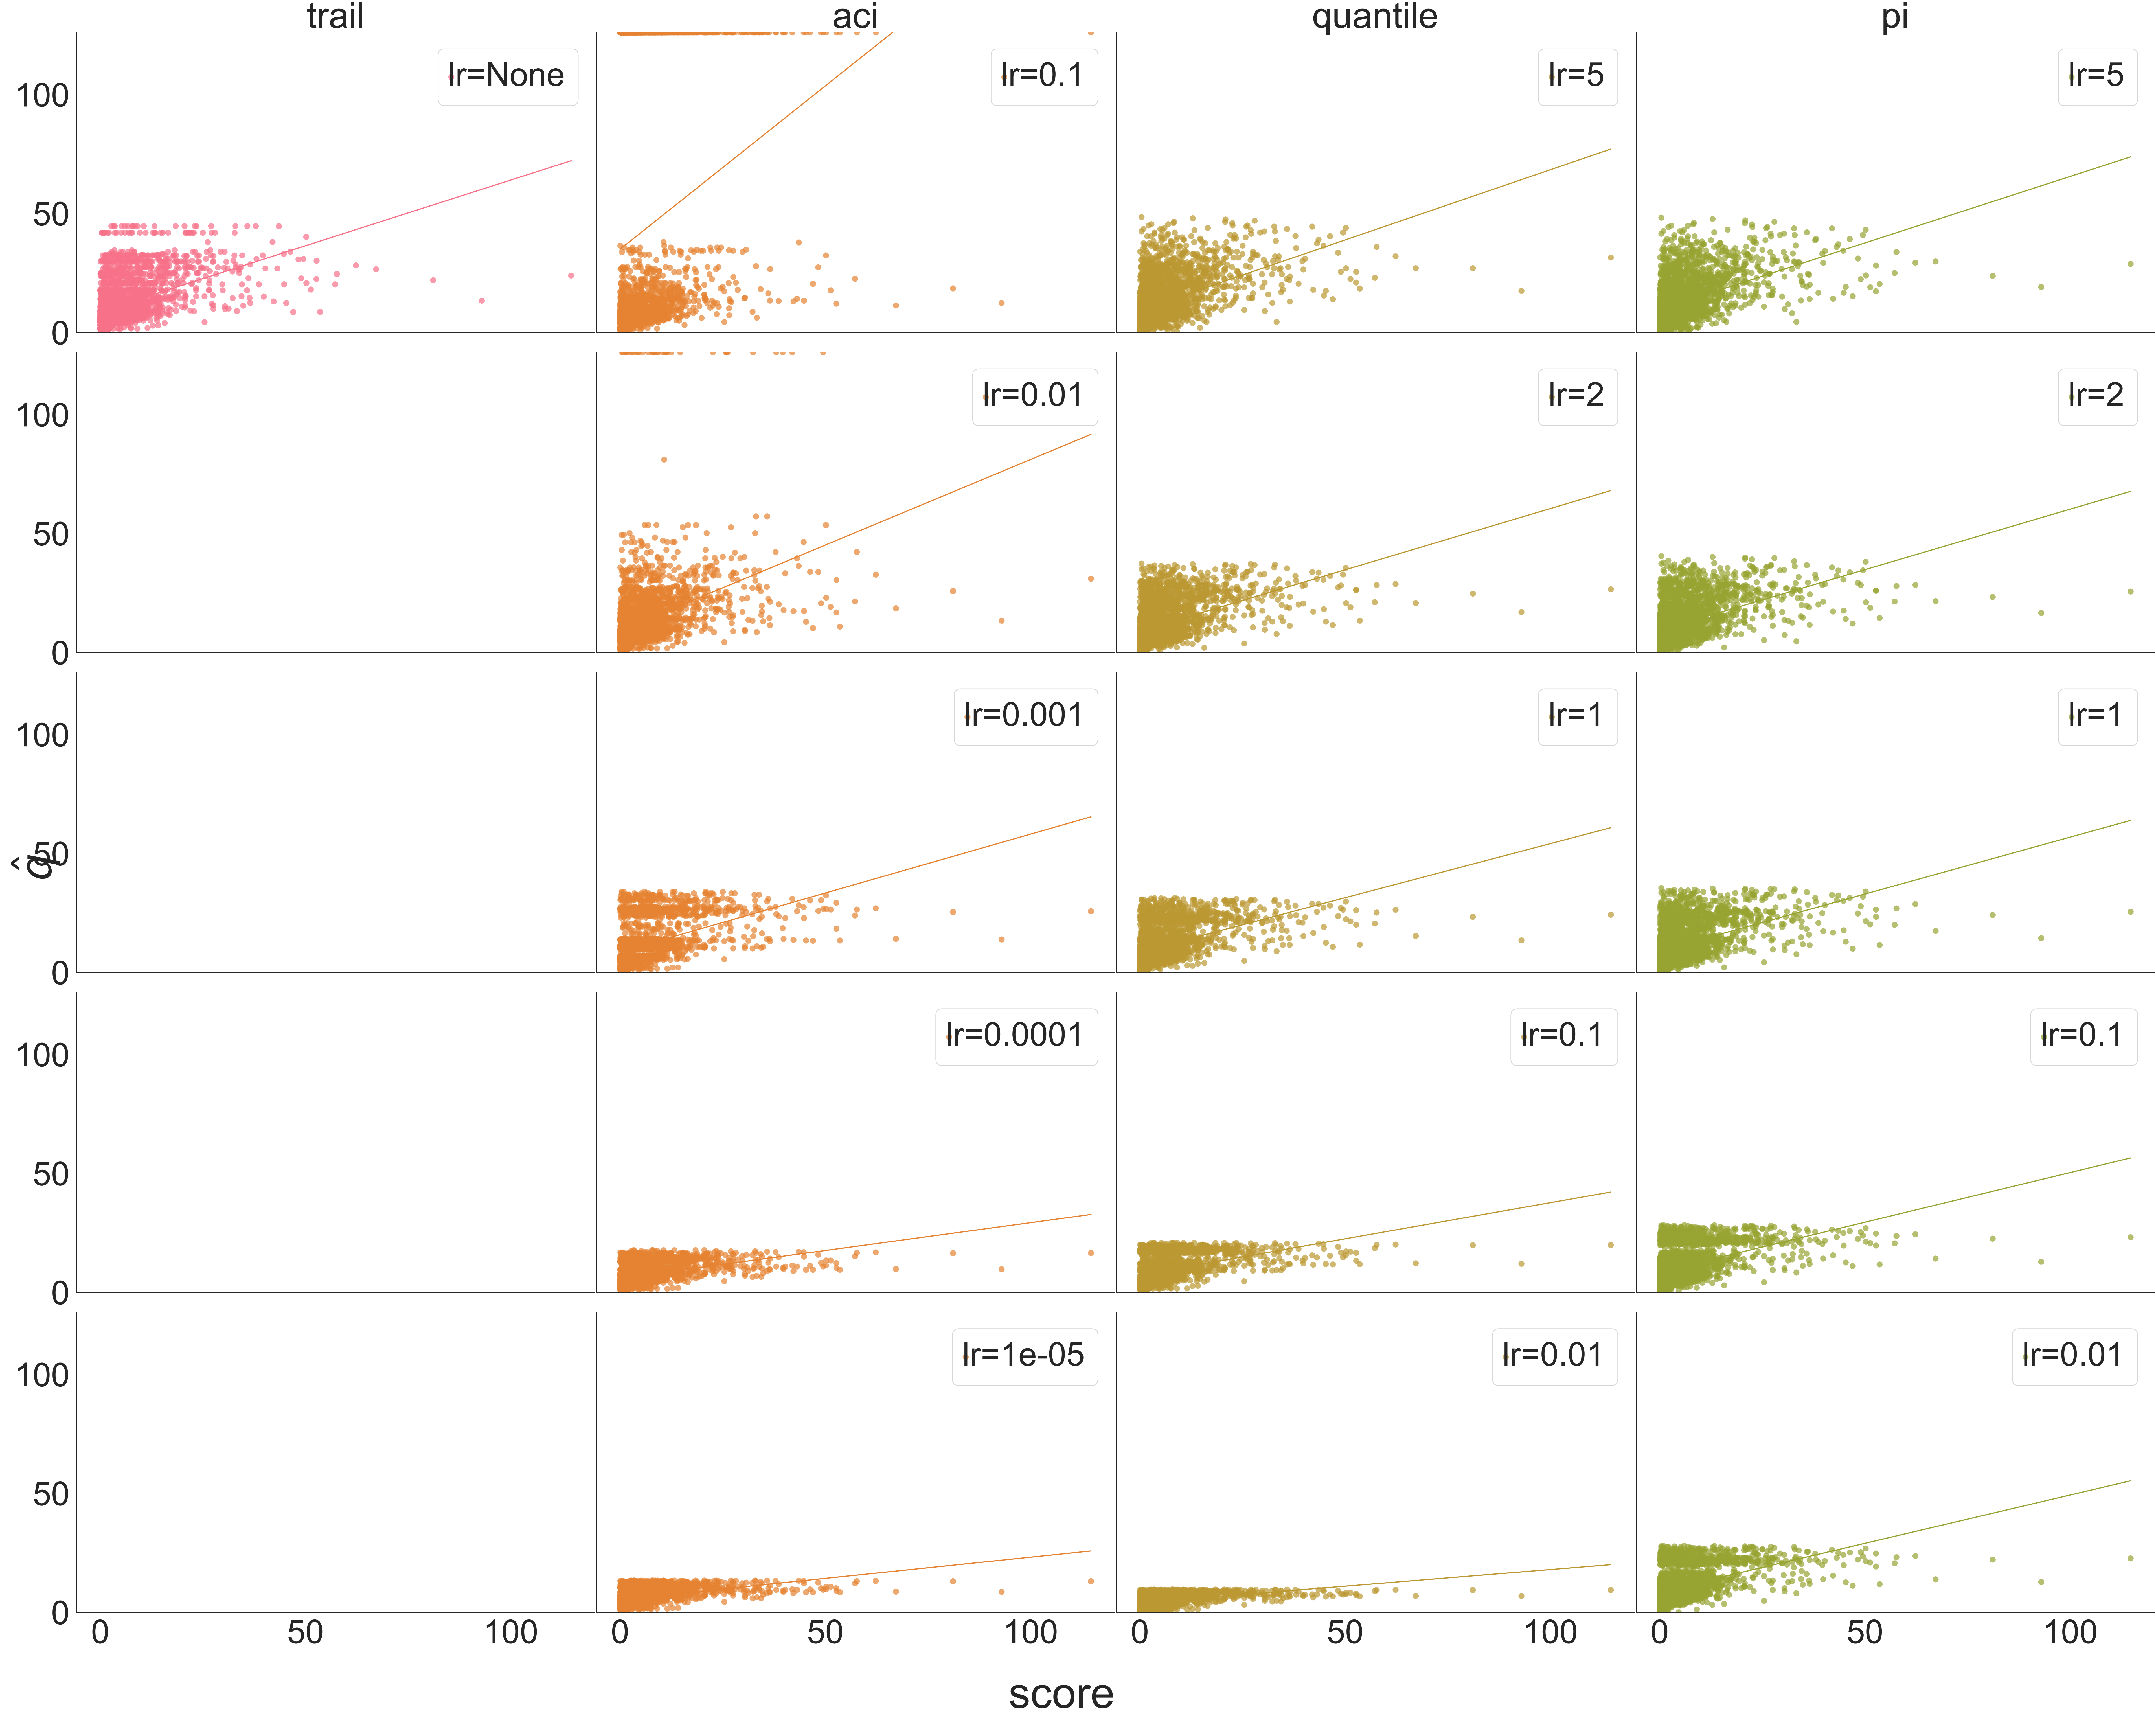 trail aci quantile pi
100 lr=None lr=0.1 lr=5 lr=5
50
0
100 lr=0.01 lr=2 lr=2
50
0
100 lr=0.001 lr=1 lr=1
50
q̂
0
100 lr=0.0001 lr=0.1 lr=0.1
50
0
100 lr=1e-05 lr=0.01 lr=0.01
50
0
0 50 100 0 50 100 0 50 100 0 50 100
score